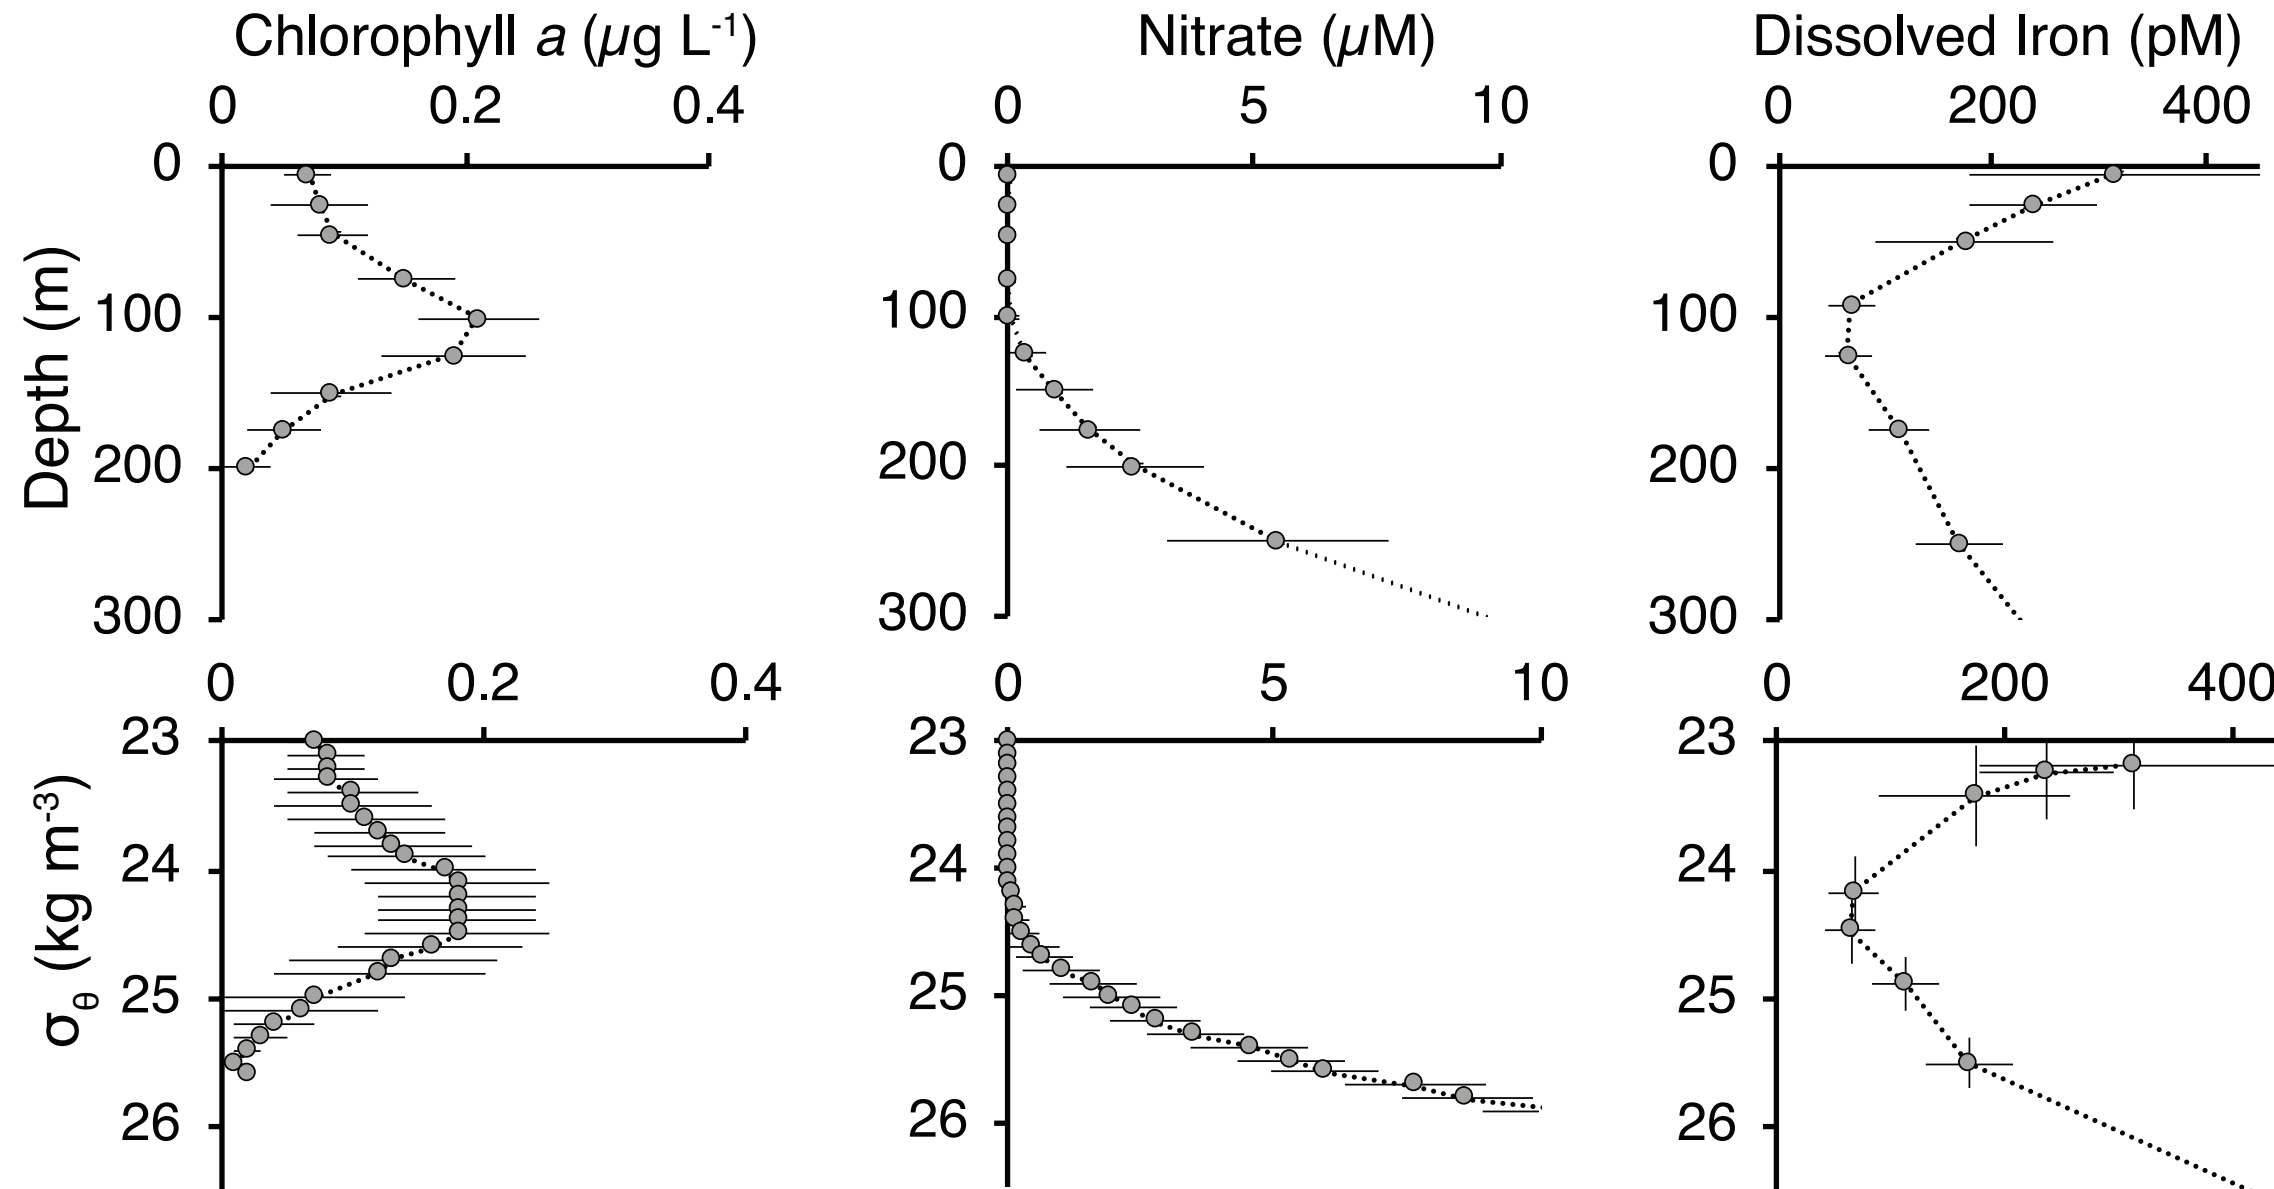 Chlorophyll a (µg L-1) Nitrate (µM) Dissolved Iron (pM)
0 0.2 0.4 0 5 10 0 200 400
0 0 0
100 100 100
200 200 200
300 300 300
Depth (m)
0 0.2 0.4 0 5 10 0 200 400
23 23 23
24 24 24
25 25 25
26 26 26
σθ (kg m-3)